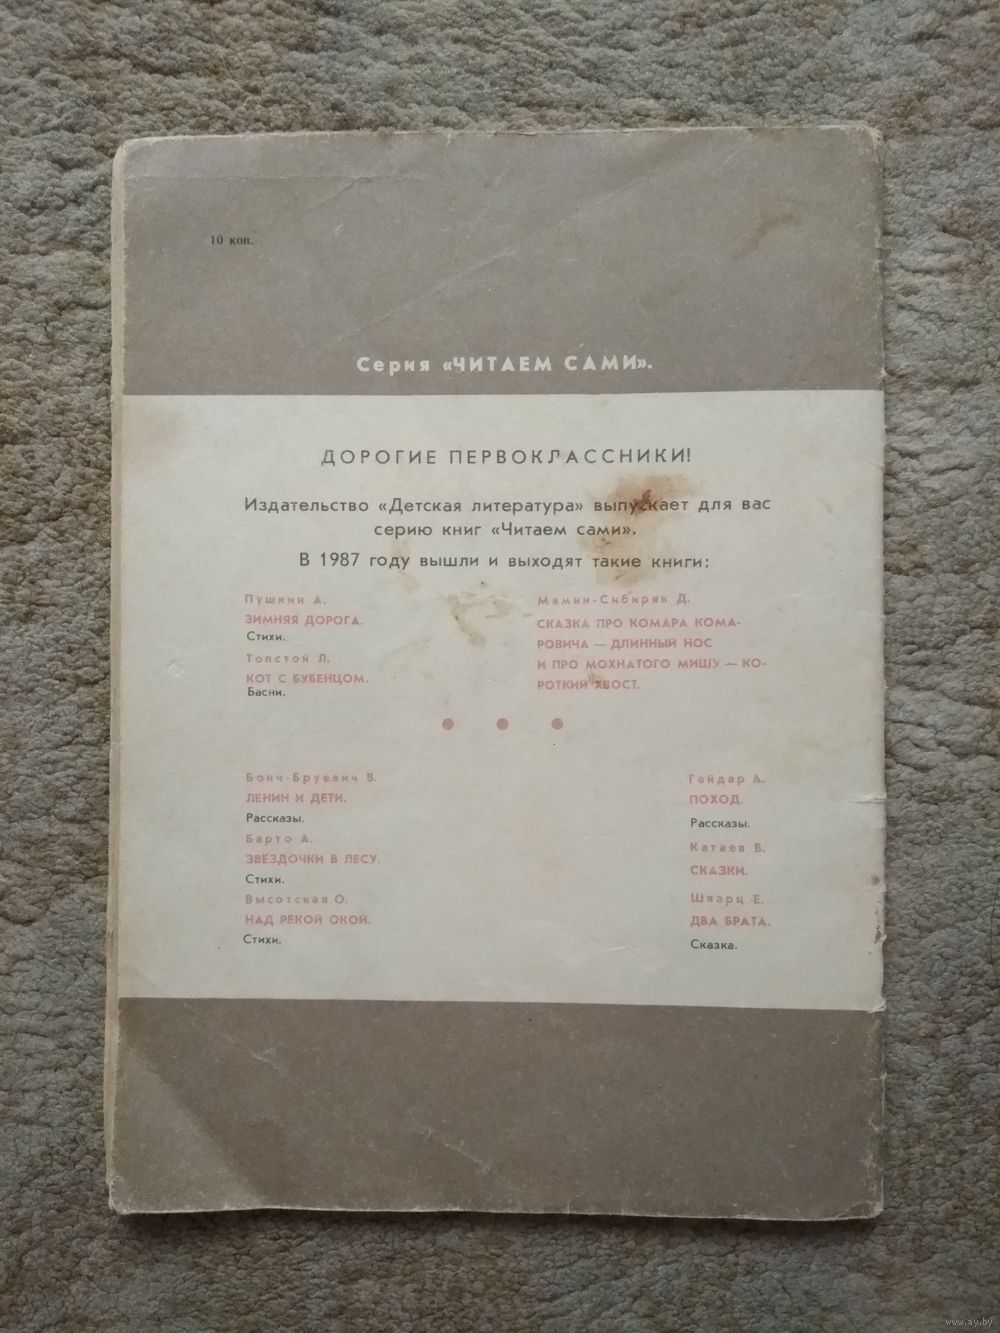 10 коп.
Серия «ЧИТАЕМ САМИ».
ДОРОГИЕ ПЕРВОКЛАССНИКИ!
Издательство «Детская литература» выпускает для вас
серию книг «Читаем сами».
В 1987 году вышли и выходят такие книги:
Пушкин А.
ЗИМНЯЯ ДОРОГА.
Стихи.
Толстой Л.
КОТ С БУБЕНЦОМ.
Басни.
Мамин-Сибиряк Д.
СКАЗКА ПРО КОМАРА КОМА-
РОВИЧА — ДЛИННЫЙ НОС
И ПРО МОХНАТОГО МИШУ — КО-
РОТКИЙ ХВОСТ.
Бонч-Бруевич В.
ЛЕНИН И ДЕТИ.
Рассказы.
Барто А.
ЗВЁЗДОЧКИ В ЛЕСУ.
Стихи.
Высотская О.
НАД РЕКОЙ ОКОЙ.
Стихи.
Гайдар А.
ПОХОД.
Рассказы.
Катаев В.
СКАЗКИ.
Шварц Е.
ДВА БРАТА.
Сказка.
www.ay.by